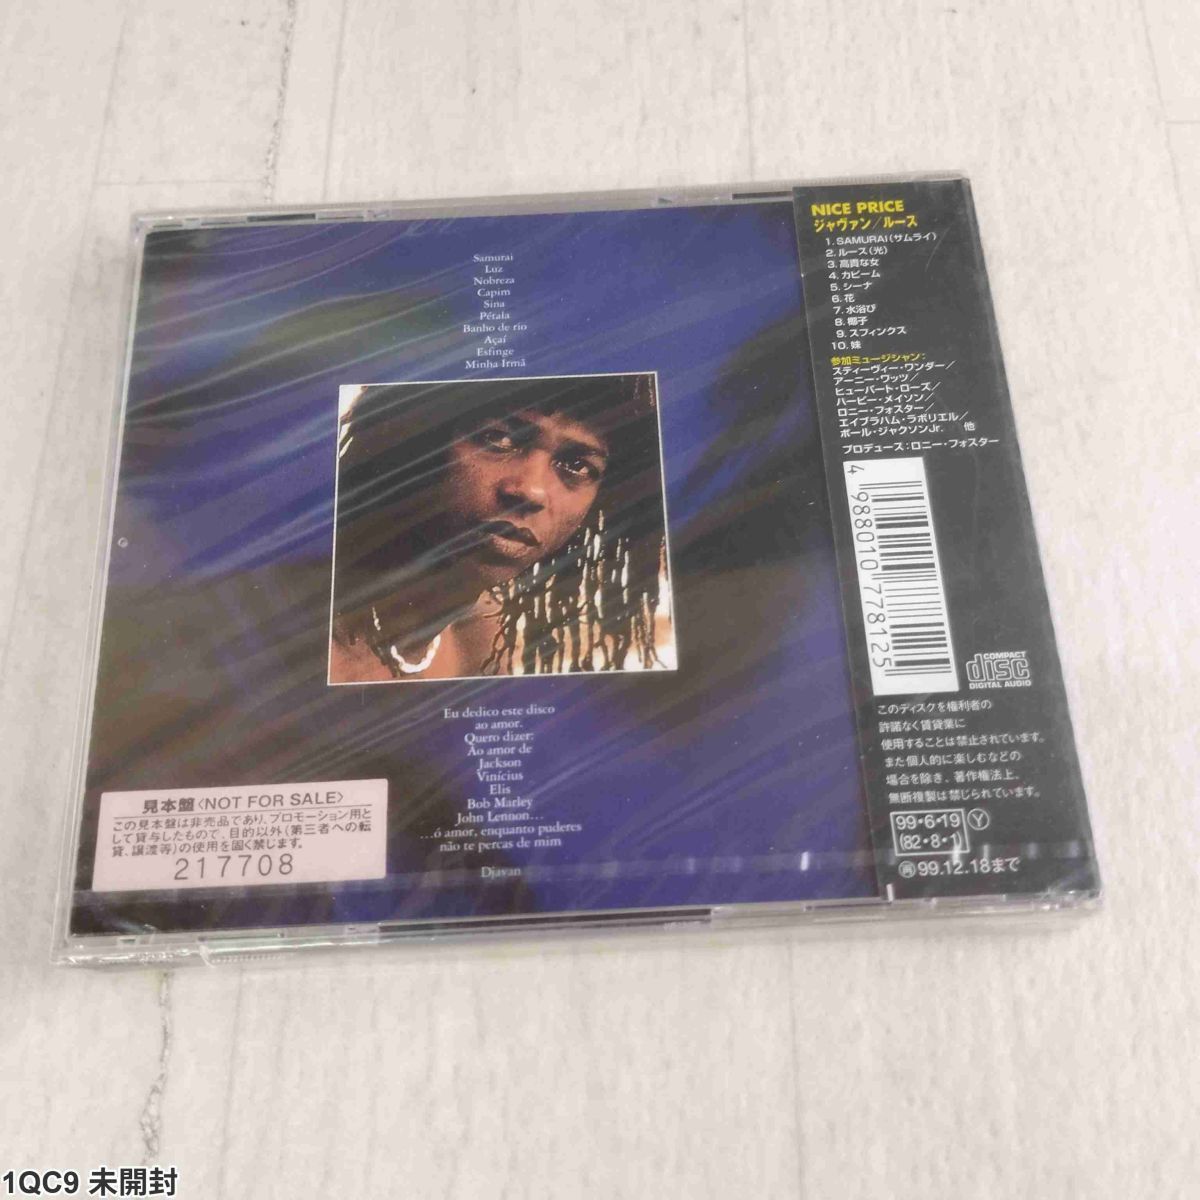 Samurai
Luz
Nobreza
Capim
Sina
Pétala
Banho de rio
Açaí
Esfinge
Minha Irmã
Eu dedico este disco
ao amor.
Quero dizer:
Ao amor de
Jackson
Vinícius
Elis
Bob Marley
John Lennon...
...ó amor, enquanto puderes
não te percas de mim
Djavan
見本盤〈NOT FOR SALE〉
この見本盤は非売品であり、プロモーション用と
して貸与したもので、目的以外(第三者への転
貸、譲渡等)の使用を固く禁じます。
217708
NICE PRICE
ジャヴァン/ルース
1. SAMURAI(サムライ)
2. ルース(光)
3. 高貴な女
4. カピーム
5. シーナ
6. 花
7. 水浴び
8. 椰子
9. スフィンクス
10. 妹
参加ミュージシャン:
スティーヴィー・ワンダー/
アーニー・ワッツ/
ヒューバート・ローズ/
ハービー・メイソン/
ロニー・フォスター/
エイブラハム・ラボリエル/
ポール・ジャクソンJr. 他
プロデュース:ロニー・フォスター
4 988010 778125
COMPACT
disc
DIGITAL AUDIO
このディスクを権利者の
許諾なく賃貸業に
使用することは禁止されています。
また個人的に楽しむなどの
場合を除き、著作権法上、
無断複製は禁じられています。
99・6・19 Ⓨ
(82・8・1)
㊢99.12.18まで
1QC9 未開封